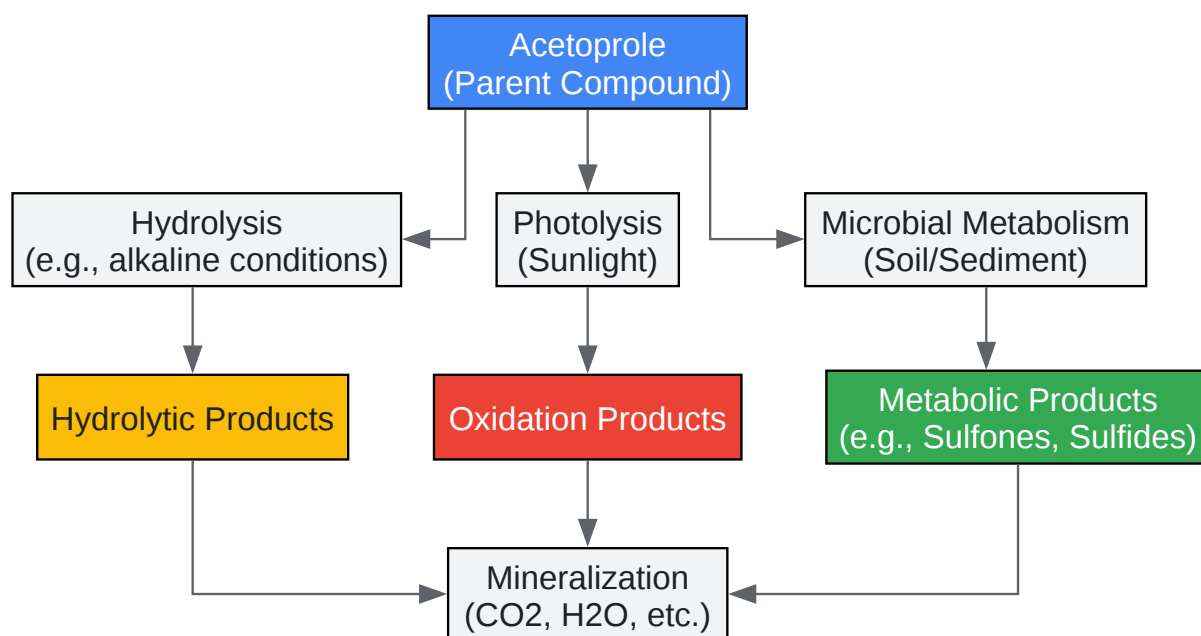 Acetoprole
(Parent Compound)
Hydrolysis
(e.g., alkaline conditions)
Photolysis
(Sunlight)
Microbial Metabolism
(Soil/Sediment)
Hydrolytic Products
Oxidation Products
Metabolic Products
(e.g., Sulfones, Sulfides)
Mineralization
(CO2, H2O, etc.)